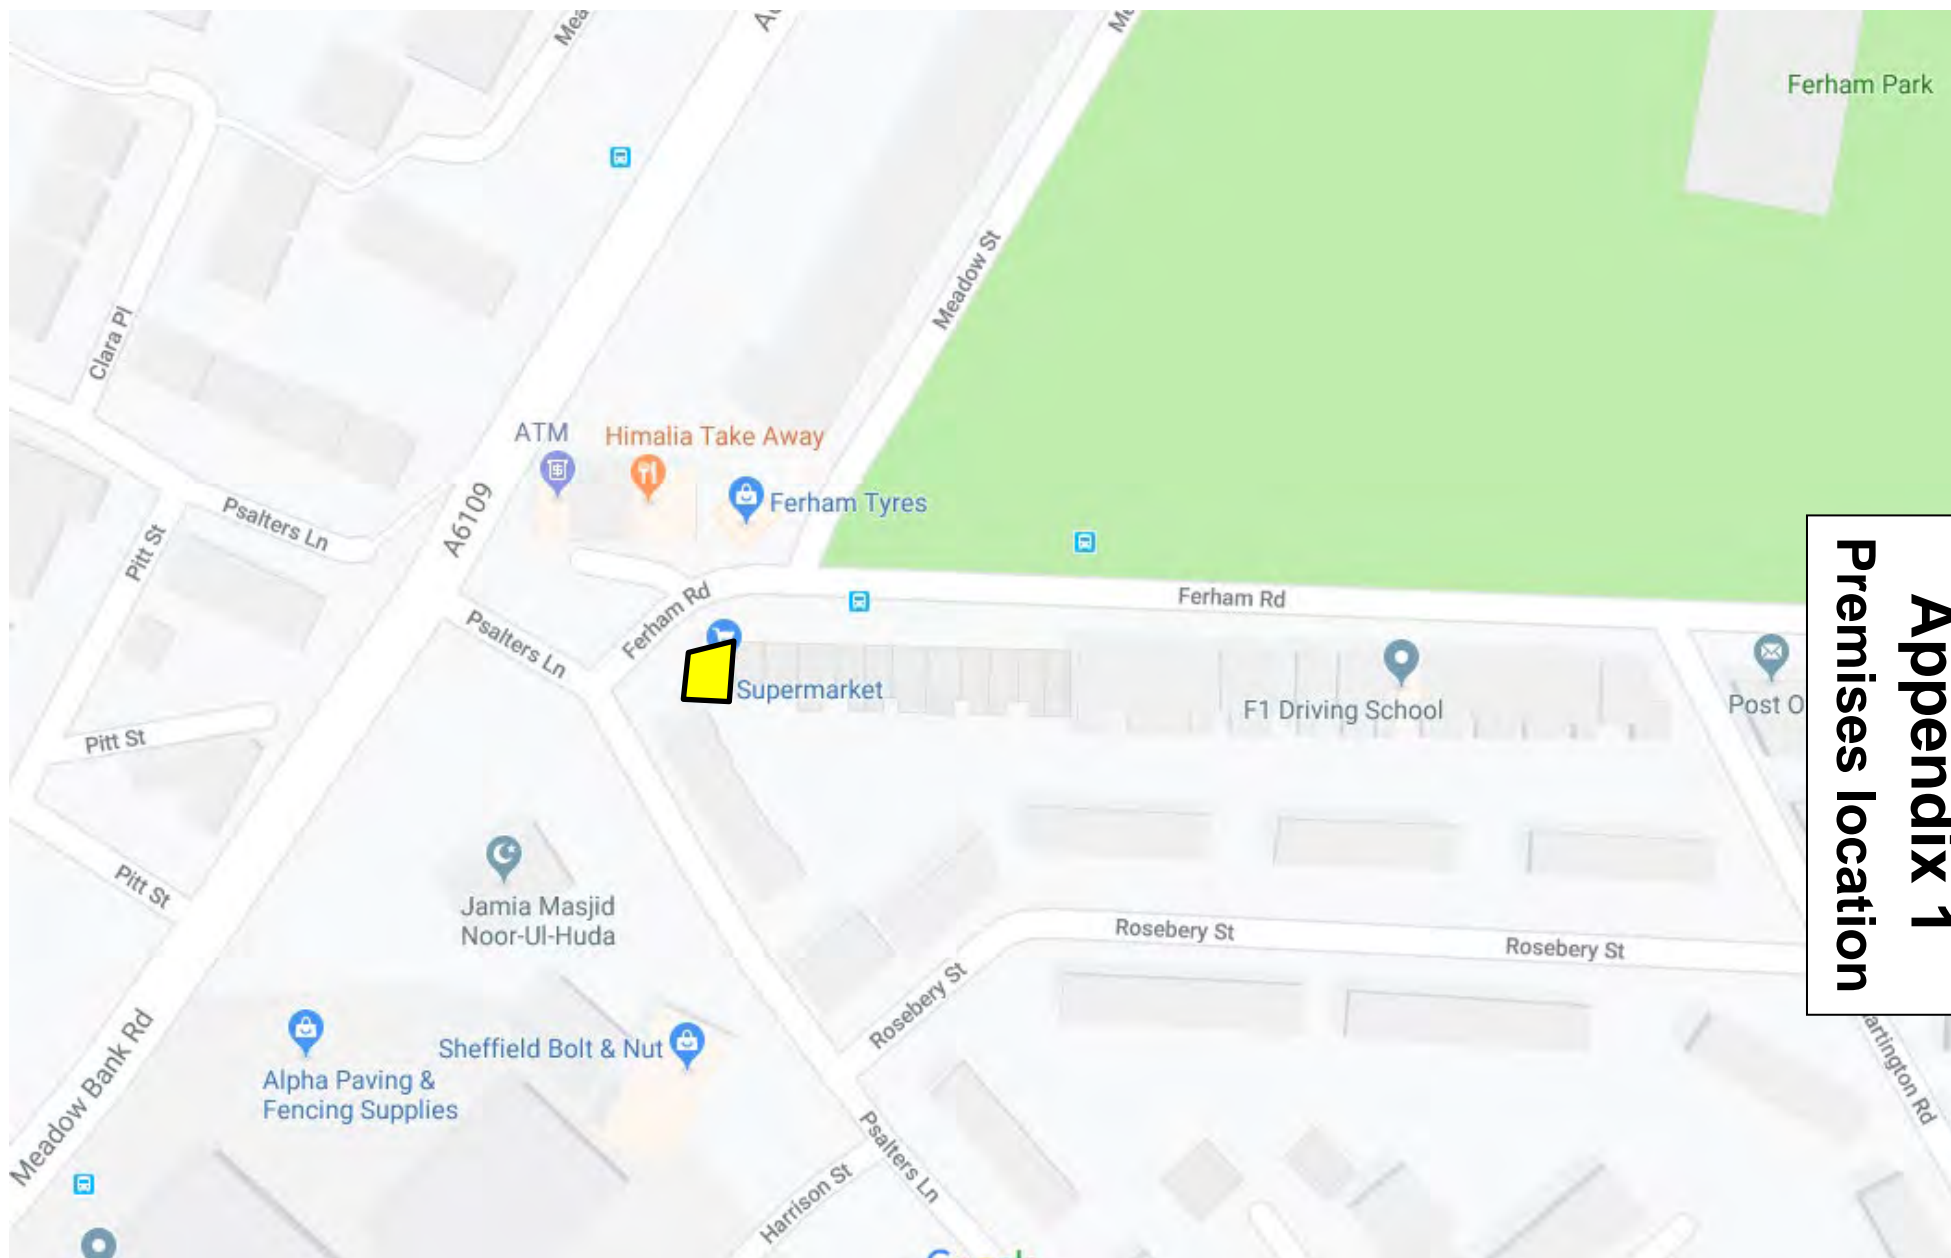 Ferham Park
Meadow St
Clara Pl
ATM
Himalia Take Away
Ferham Tyres
A6109
Psalters Ln
Pitt St
Ferham Rd
Ferham Rd
Psalters Ln
Supermarket
F1 Driving School
Post O
Pitt St
Pitt St
Jamia Masjid
Noor-Ul-Huda
Rosebery St
Rosebery St
Rosebery St
Meadow Bank Rd
Sheffield Bolt & Nut
Alpha Paving &
Fencing Supplies
Psalters Ln
Harrison St
artington Rd
Appendix 1
Premises location